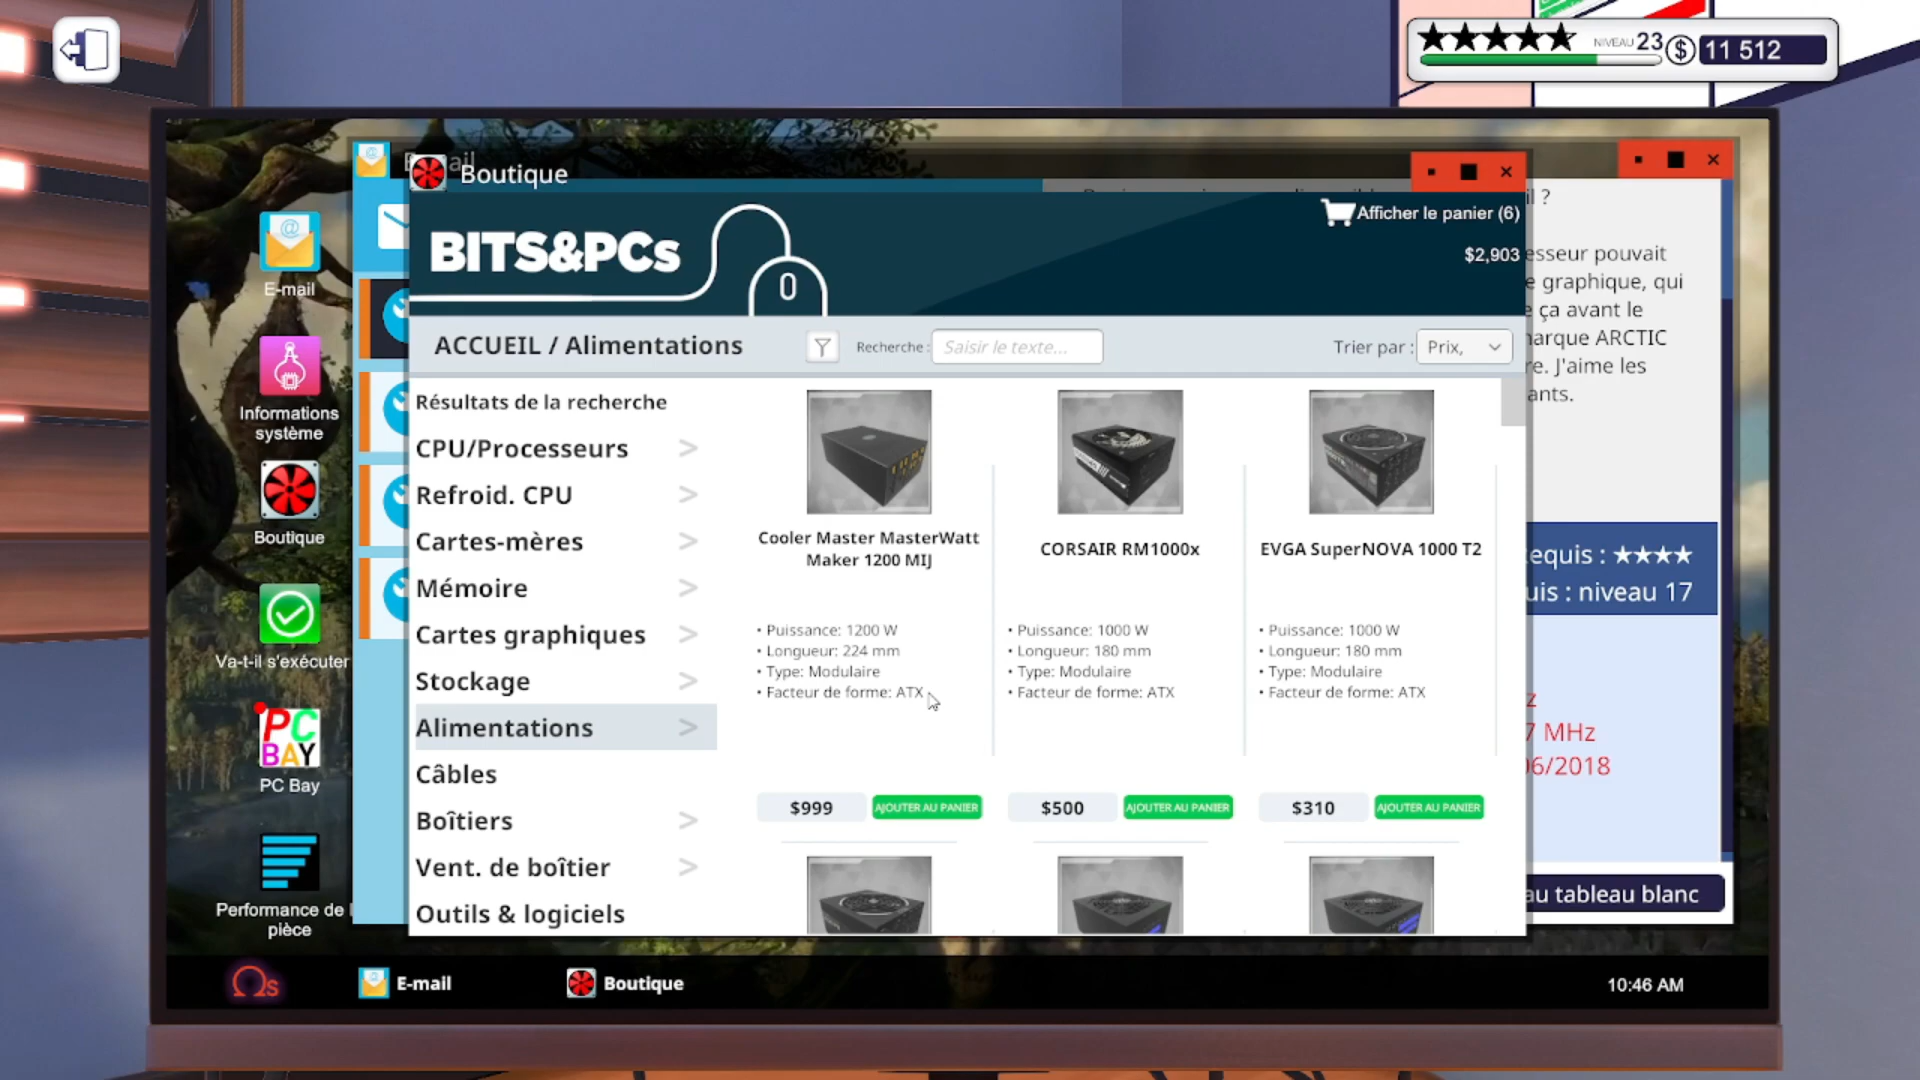 NIVEAU 23 $ 11 512
E-mail
Boutique
BITS&PCs
Afficher le panier (6)
$2,903
ACCUEIL / Alimentations
Recherche :
Saisir le texte...
Trier par :
Prix,
Résultats de la recherche
CPU/Processeurs >
Refroid. CPU >
Cartes-mères >
Mémoire >
Cartes graphiques >
Stockage >
Alimentations >
Câbles
Boîtiers >
Vent. de boîtier >
Outils & logiciels
Cooler Master MasterWatt
Maker 1200 MIJ
• Puissance: 1200 W
• Longueur: 224 mm
• Type: Modulaire
• Facteur de forme: ATX
$999
AJOUTER AU PANIER
CORSAIR RM1000x
• Puissance: 1000 W
• Longueur: 180 mm
• Type: Modulaire
• Facteur de forme: ATX
$500
AJOUTER AU PANIER
EVGA SuperNOVA 1000 T2
• Puissance: 1000 W
• Longueur: 180 mm
• Type: Modulaire
• Facteur de forme: ATX
$310
AJOUTER AU PANIER
il ?
esseur pouvait
e graphique, qui
e ça avant le
marque ARCTIC
re. J'aime les
ants.
equis : ★★★★
uis : niveau 17
z
7 MHz
06/2018
au tableau blanc
E-mail
Informations
système
Boutique
Va-t-il s'exécuter
PC
BAY
PC Bay
Performance de l
pièce
Ωs
E-mail
Boutique
10:46 AM